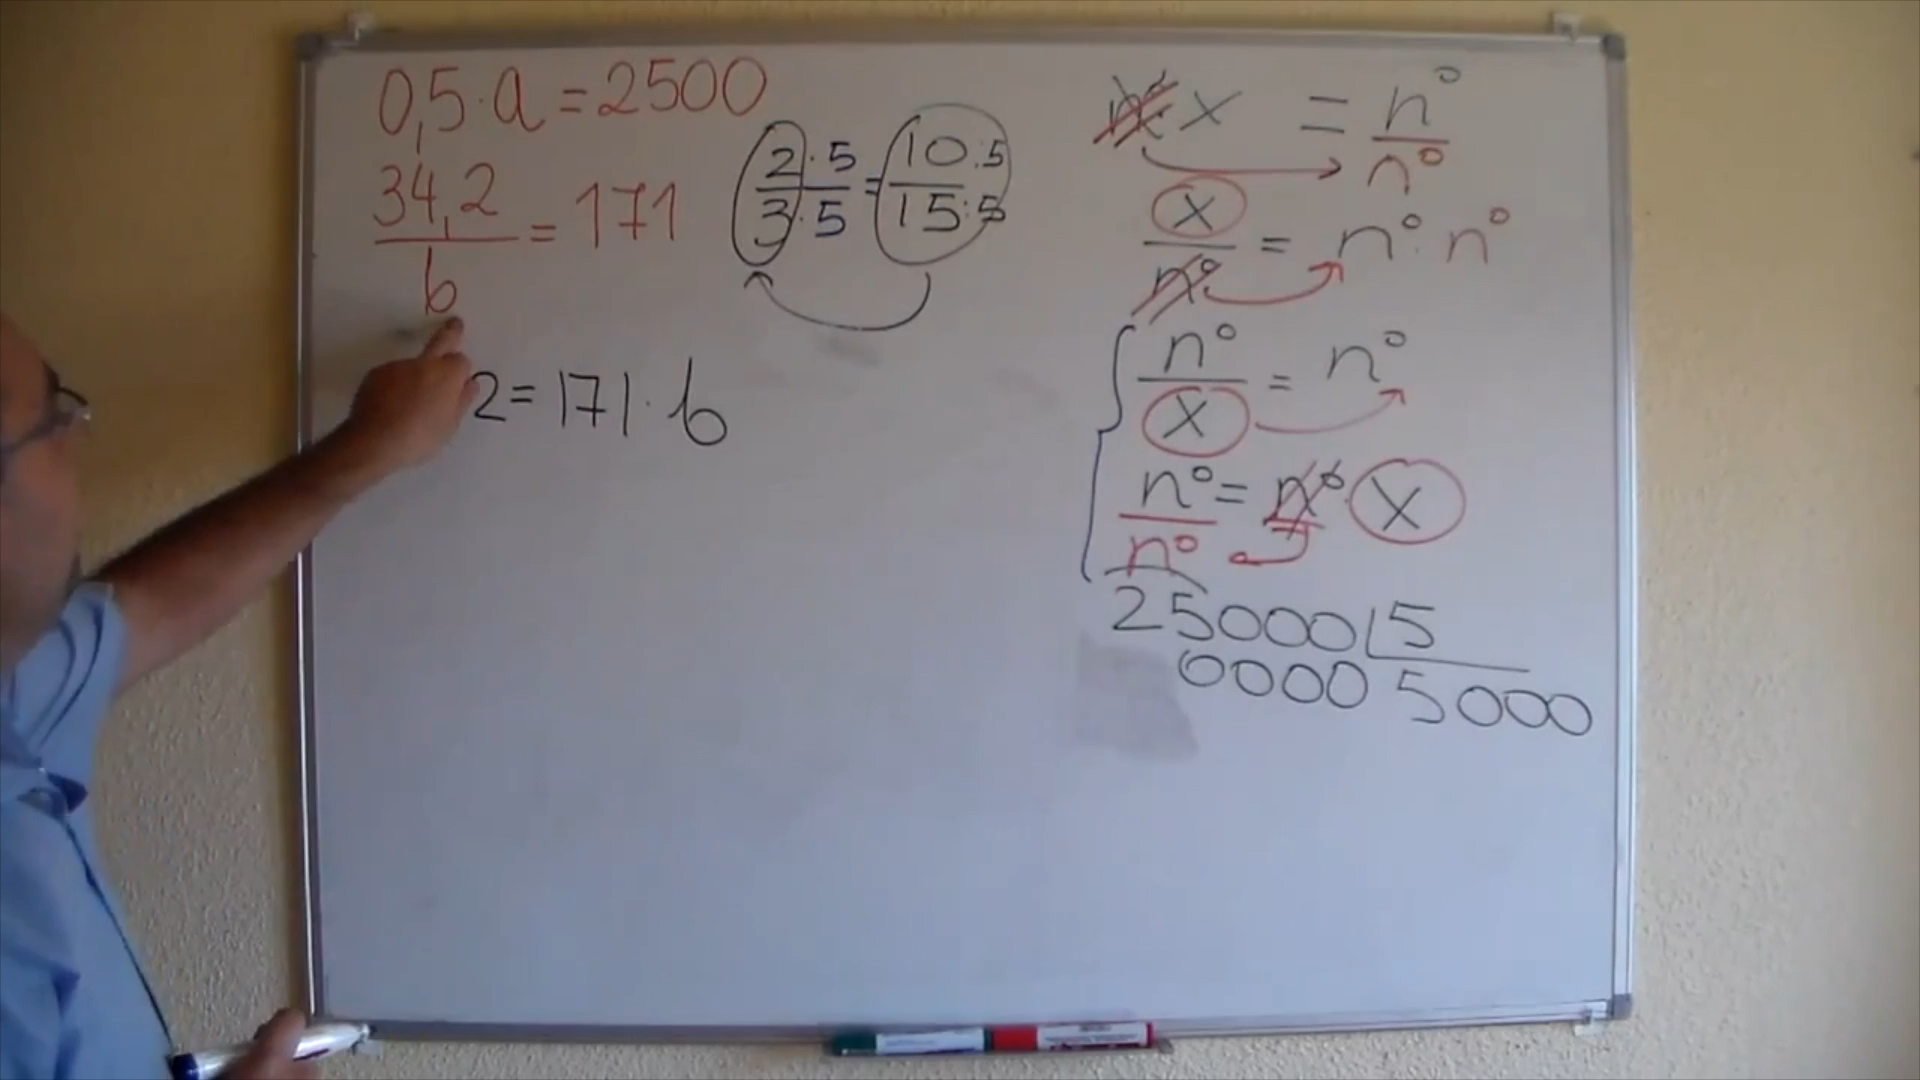 0,5·a=2500
34,2
b
=171
2·5
3·5
=
10:5
15:5
2=171·b
x = n°
n°
x
n°
= n°·n°
n°
x
= n°
n°= n° x
n°
25000 5
0000 5000